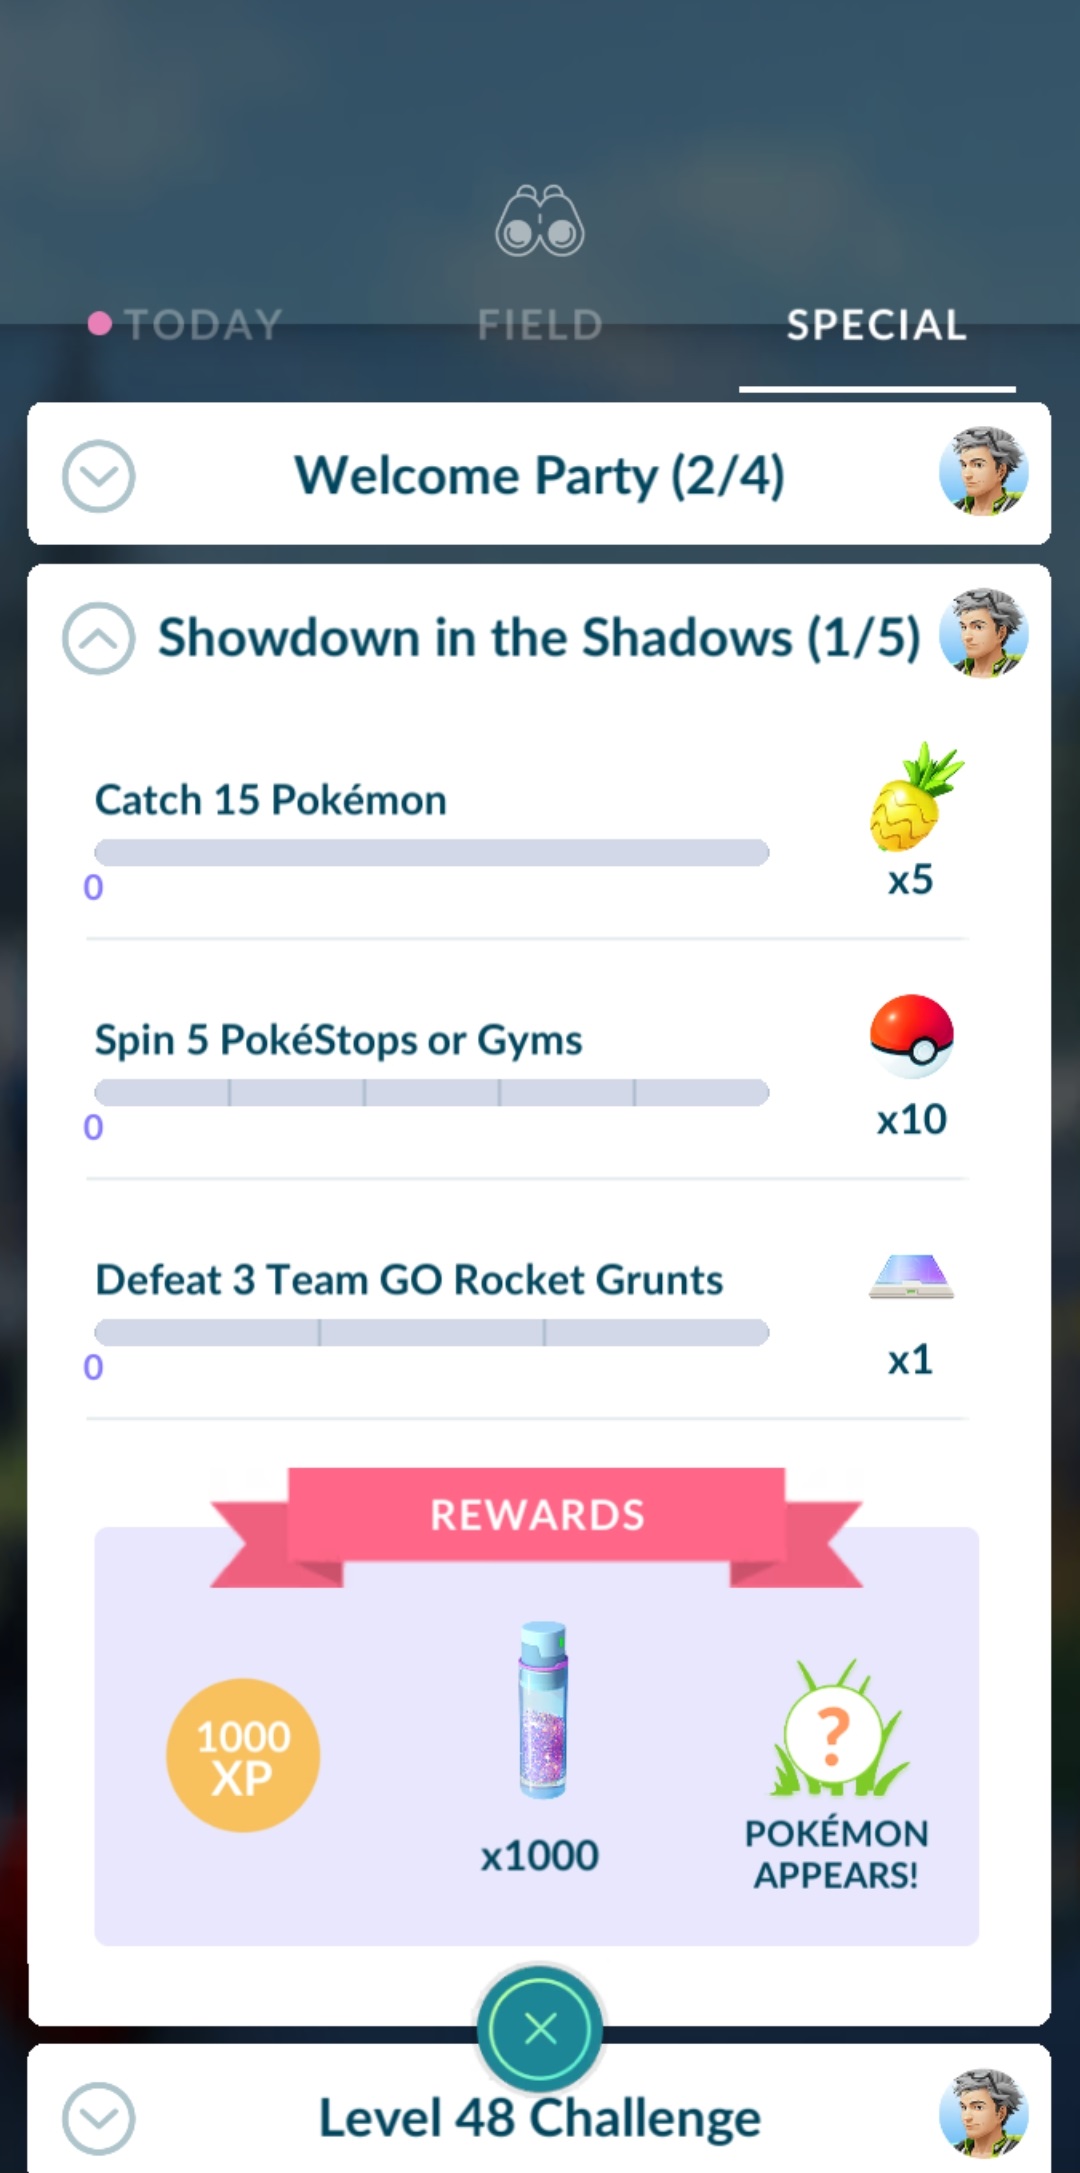 TODAY
FIELD
SPECIAL
Welcome Party (2/4)
Showdown in the Shadows (1/5)
Catch 15 Pokémon
0
x5
Spin 5 PokéStops or Gyms
0
x10
Defeat 3 Team GO Rocket Grunts
0
x1
REWARDS
1000
XP
x1000
?
POKÉMON
APPEARS!
Level 48 Challenge